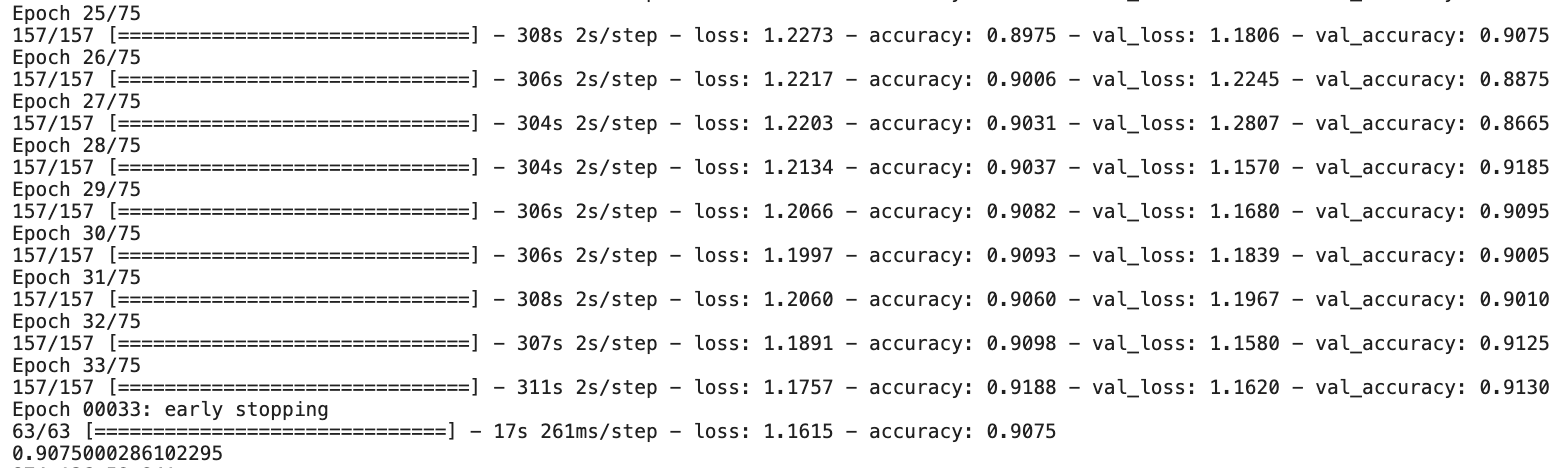 Epoch 25/75
157/157 [==============================] - 308s 2s/step - loss: 1.2273 - accuracy: 0.8975 - val_loss: 1.1806 - val_accuracy: 0.9075
Epoch 26/75
157/157 [==============================] - 306s 2s/step - loss: 1.2217 - accuracy: 0.9006 - val_loss: 1.2245 - val_accuracy: 0.8875
Epoch 27/75
157/157 [==============================] - 304s 2s/step - loss: 1.2203 - accuracy: 0.9031 - val_loss: 1.2807 - val_accuracy: 0.8665
Epoch 28/75
157/157 [==============================] - 304s 2s/step - loss: 1.2134 - accuracy: 0.9037 - val_loss: 1.1570 - val_accuracy: 0.9185
Epoch 29/75
157/157 [==============================] - 306s 2s/step - loss: 1.2066 - accuracy: 0.9082 - val_loss: 1.1680 - val_accuracy: 0.9095
Epoch 30/75
157/157 [==============================] - 306s 2s/step - loss: 1.1997 - accuracy: 0.9093 - val_loss: 1.1839 - val_accuracy: 0.9005
Epoch 31/75
157/157 [==============================] - 308s 2s/step - loss: 1.2060 - accuracy: 0.9060 - val_loss: 1.1967 - val_accuracy: 0.9010
Epoch 32/75
157/157 [==============================] - 307s 2s/step - loss: 1.1891 - accuracy: 0.9098 - val_loss: 1.1580 - val_accuracy: 0.9125
Epoch 33/75
157/157 [==============================] - 311s 2s/step - loss: 1.1757 - accuracy: 0.9188 - val_loss: 1.1620 - val_accuracy: 0.9130
Epoch 00033: early stopping
63/63 [==============================] - 17s 261ms/step - loss: 1.1615 - accuracy: 0.9075
0.9075000286102295